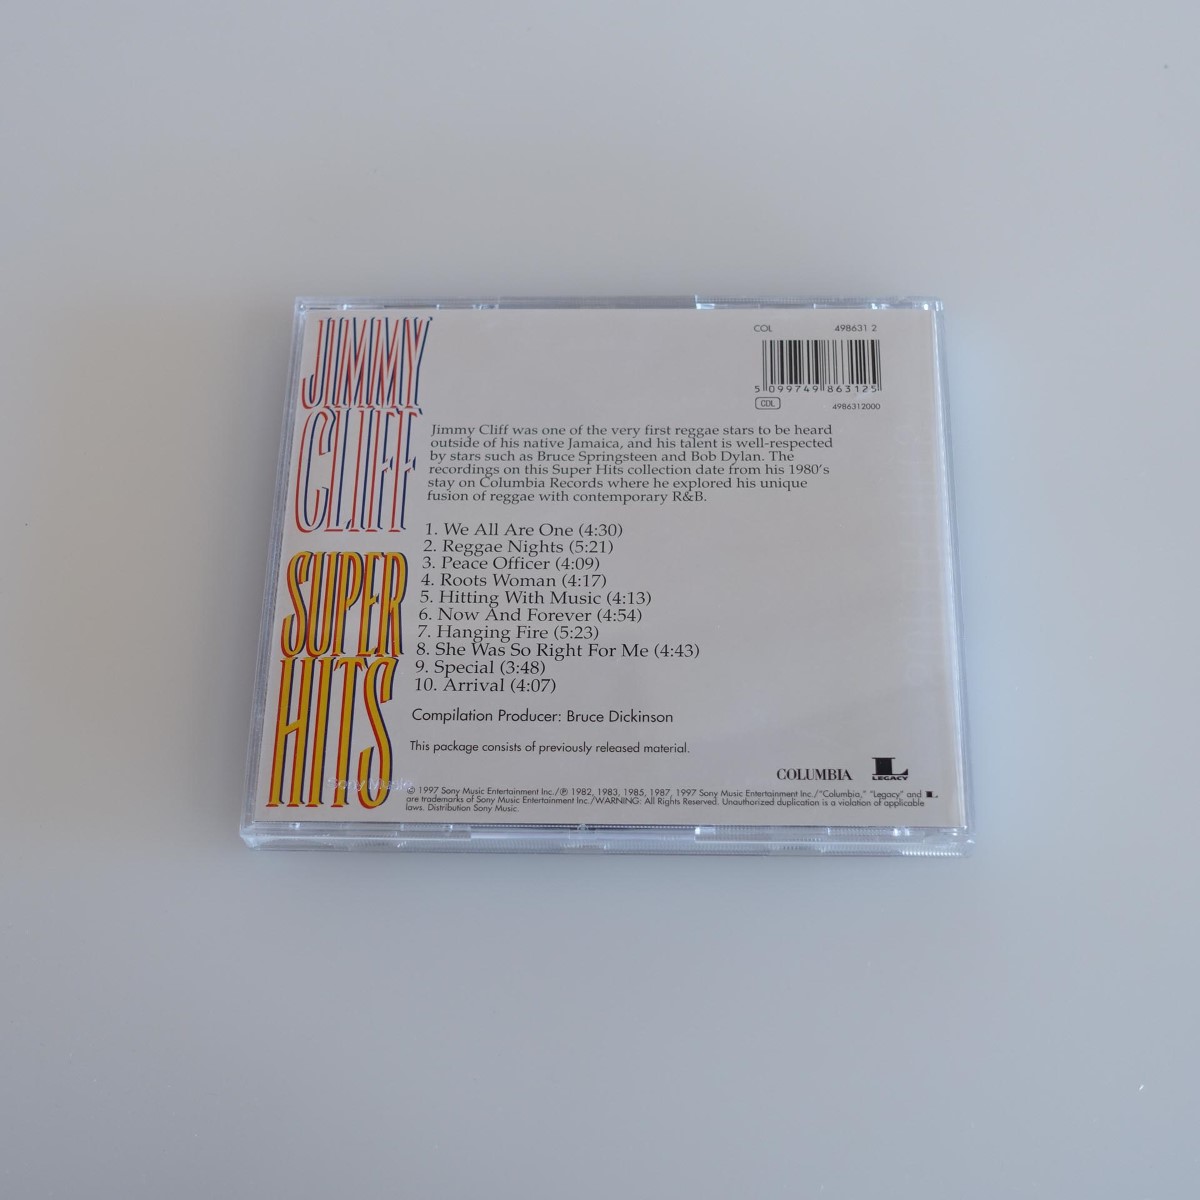 JIMMY
CLIFF
SUPER
HITS
COL 498631 2
5 099749 863125
CDL 4986312000
Jimmy Cliff was one of the very first reggae stars to be heard
outside of his native Jamaica, and his talent is well-respected
by stars such as Bruce Springsteen and Bob Dylan. The
recordings on this Super Hits collection date from his 1980's
stay on Columbia Records where he explored his unique
fusion of reggae with contemporary R&B.
1. We All Are One (4:30)
2. Reggae Nights (5:21)
3. Peace Officer (4:09)
4. Roots Woman (4:17)
5. Hitting With Music (4:13)
6. Now And Forever (4:54)
7. Hanging Fire (5:23)
8. She Was So Right For Me (4:43)
9. Special (3:48)
10. Arrival (4:07)
Compilation Producer: Bruce Dickinson
This package consists of previously released material.
COLUMBIA L LEGACY
Sony Music
© 1997 Sony Music Entertainment Inc./℗ 1982, 1983, 1985, 1987, 1997 Sony Music Entertainment Inc./"Columbia," "Legacy" and L
are trademarks of Sony Music Entertainment Inc./WARNING: All Rights Reserved. Unauthorized duplication is a violation of applicable
laws. Distribution Sony Music.